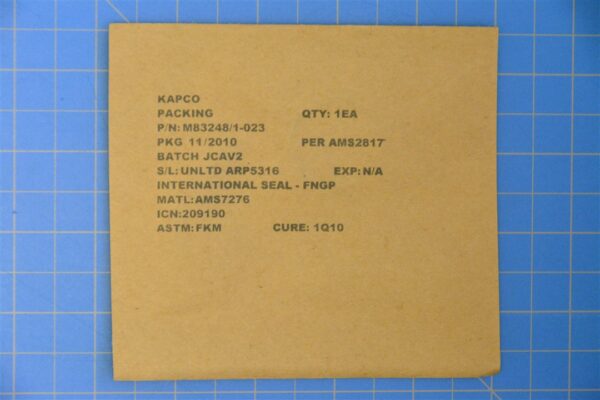 KAPCO
PACKING QTY: 1EA
P/N: M83248/1-023
PKG 11/2010 PER AMS2817
BATCH JCAV2
S/L: UNLTD ARP5316 EXP: N/A
INTERNATIONAL SEAL - FNGP
MATL: AMS7276
ICN: 209190
ASTM: FKM CURE: 1Q10